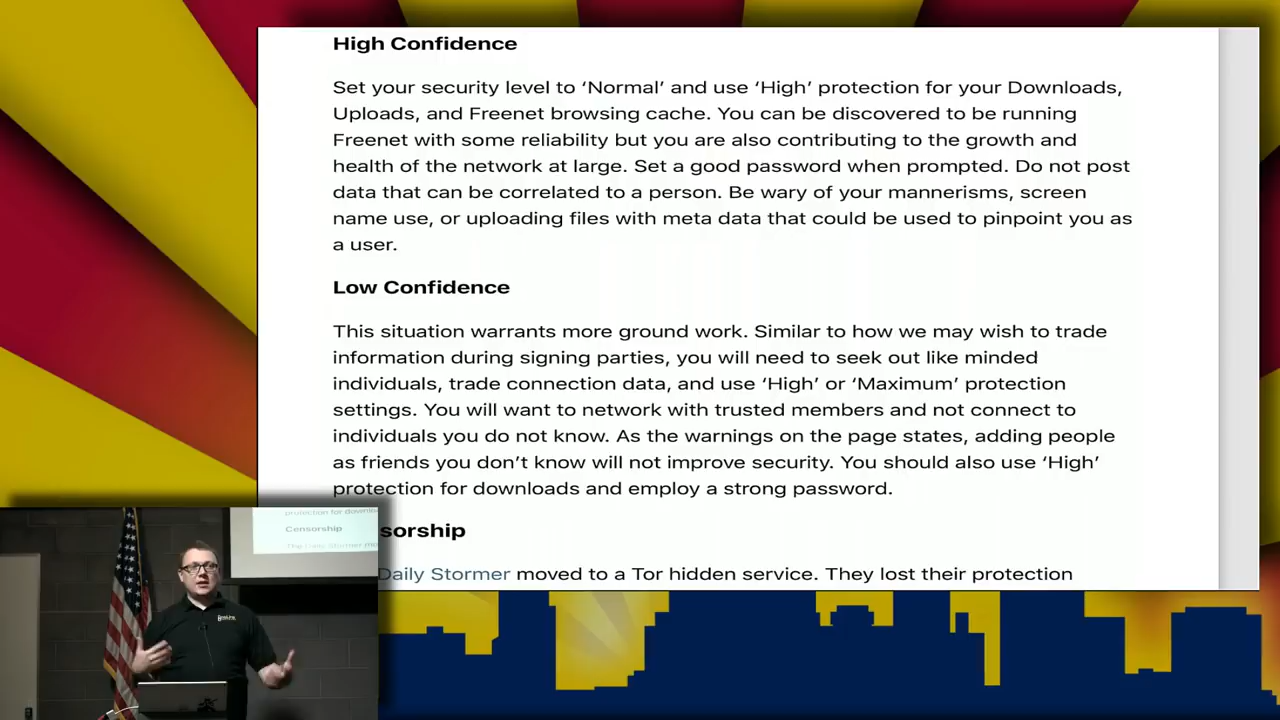 High Confidence
Set your security level to ‘Normal’ and use ‘High’ protection for your Downloads,
Uploads, and Freenet browsing cache. You can be discovered to be running
Freenet with some reliability but you are also contributing to the growth and
health of the network at large. Set a good password when prompted. Do not post
data that can be correlated to a person. Be wary of your mannerisms, screen
name use, or uploading files with meta data that could be used to pinpoint you as
a user.
Low Confidence
This situation warrants more ground work. Similar to how we may wish to trade
information during signing parties, you will need to seek out like minded
individuals, trade connection data, and use ‘High’ or ‘Maximum’ protection
settings. You will want to network with trusted members and not connect to
individuals you do not know. As the warnings on the page states, adding people
as friends you don’t know will not improve security. You should also use ‘High’
protection for downloads and employ a strong password.
sorship
Daily Stormer moved to a Tor hidden service. They lost their protection
protection for
Censorship